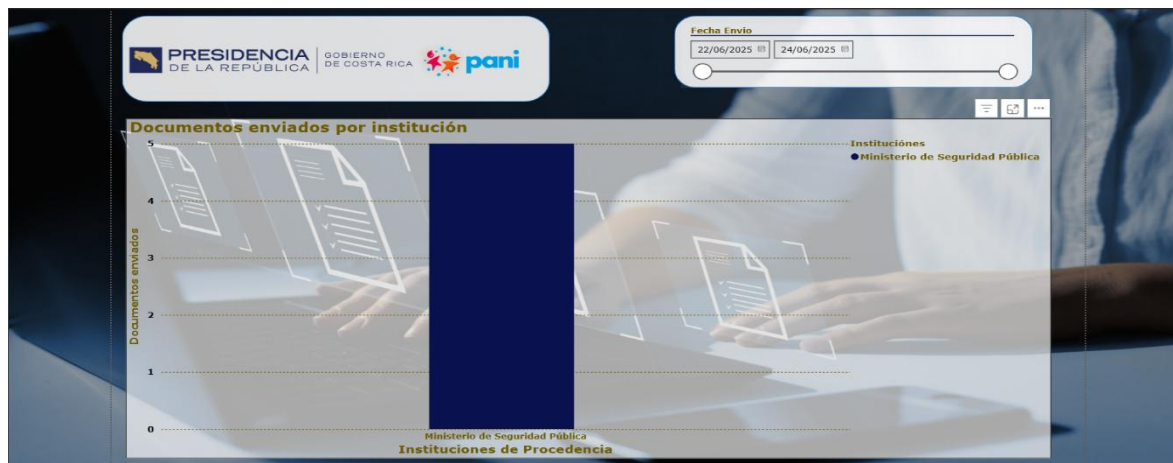 PRESIDENCIA
DE LA REPÚBLICA
GOBIERNO
DE COSTA RICA
pani
Fecha Envio
22/06/2025 24/06/2025
Documentos enviados por institución
Instituciónes
Ministerio de Seguridad Pública
5
4
3
2
1
0
Documentos enviados
Ministerio de Seguridad Pública
Instituciones de Procedencia